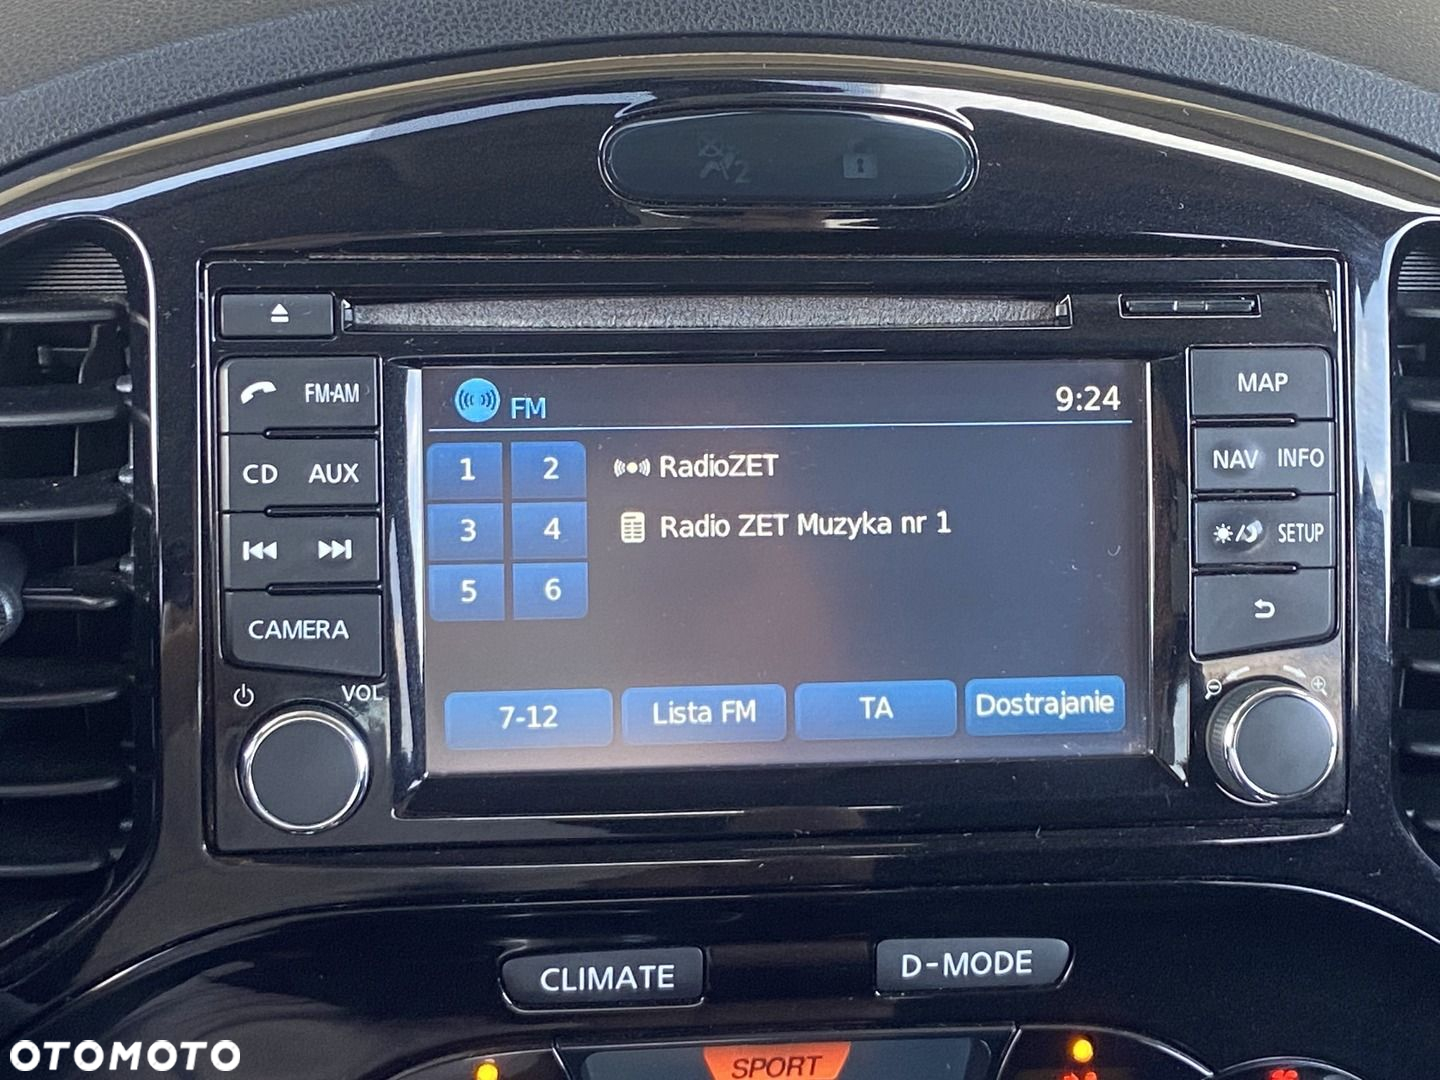 2
FM·AM
MAP
FM 9:24
CD AUX
1 2
RadioZET
NAV INFO
3 4
Radio ZET Muzyka nr 1
SETUP
5 6
CAMERA
VOL
7-12 Lista FM TA Dostrajanie
CLIMATE D-MODE
SPORT
OTOMOTO